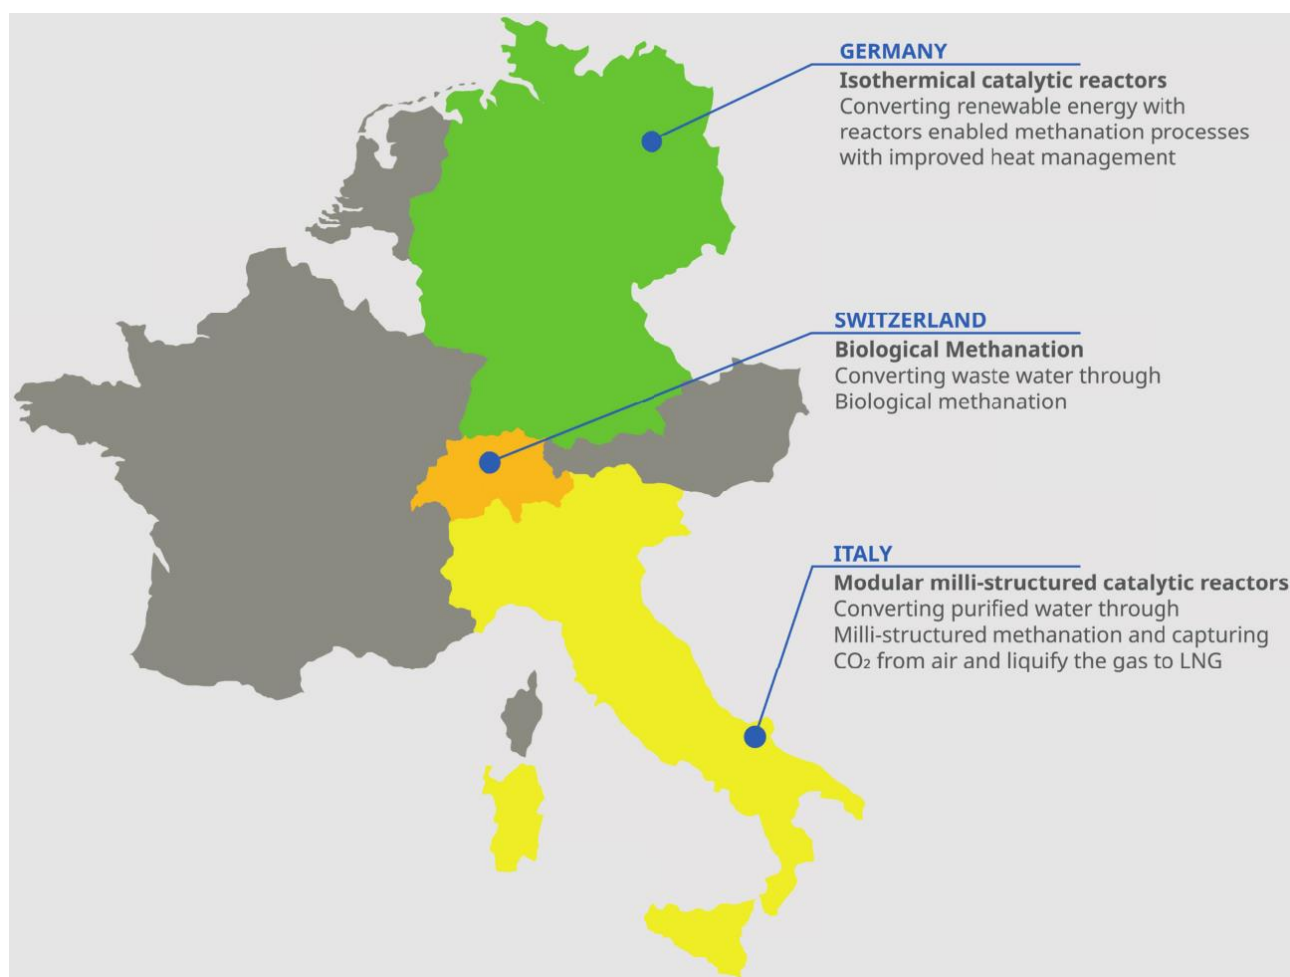 GERMANY
Isothermical catalytic reactors
Converting renewable energy with
reactors enabled methanation processes
with improved heat management
SWITZERLAND
Biological Methanation
Converting waste water through
Biological methanation
ITALY
Modular milli-structured catalytic reactors
Converting purified water through
Milli-structured methanation and capturing
CO₂ from air and liquify the gas to LNG